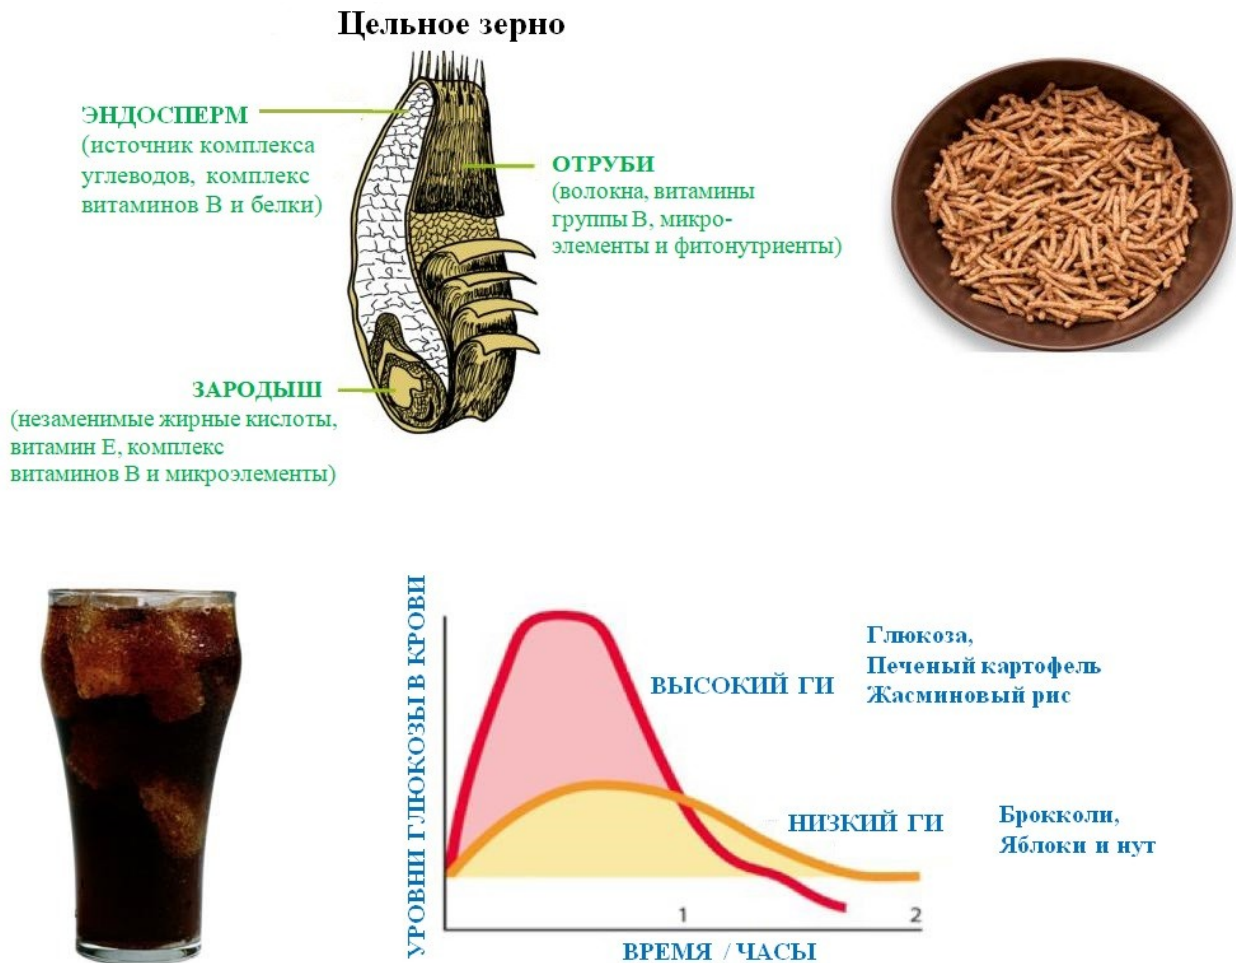 Цельное зерно
ЭНДОСПЕРМ
(источник комплекса
углеводов, комплекс
витаминов В и белки)
ОТРУБИ
(волокна, витамины
группы В, микро-
элементы и фитонутриенты)
ЗАРОДЫШ
(незаменимые жирные кислоты,
витамин Е, комплекс
витаминов В и микроэлементы)
УРОВНИ ГЛЮКОЗЫ В КРОВИ
ВЫСОКИЙ ГИ
Глюкоза,
Печеный картофель
Жасминовый рис
НИЗКИЙ ГИ
Брокколи,
Яблоки и нут
1
2
ВРЕМЯ / ЧАСЫ